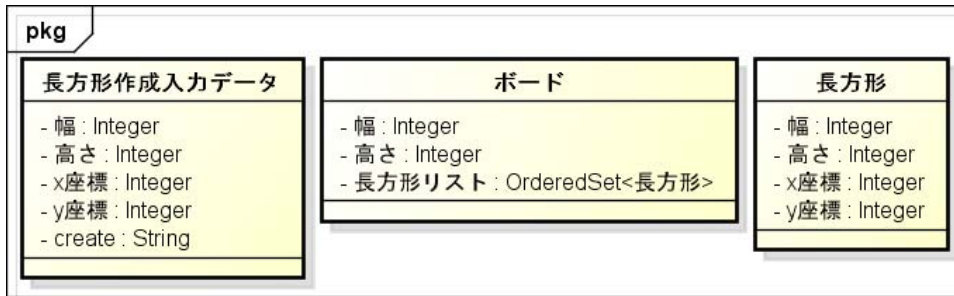 pkg
長方形作成入力データ
- 幅 : Integer
- 高さ : Integer
- x座標 : Integer
- y座標 : Integer
- create : String
ボード
- 幅 : Integer
- 高さ : Integer
- 長方形リスト : OrderedSet<長方形>
長方形
- 幅 : Integer
- 高さ : Integer
- x座標 : Integer
- y座標 : Integer